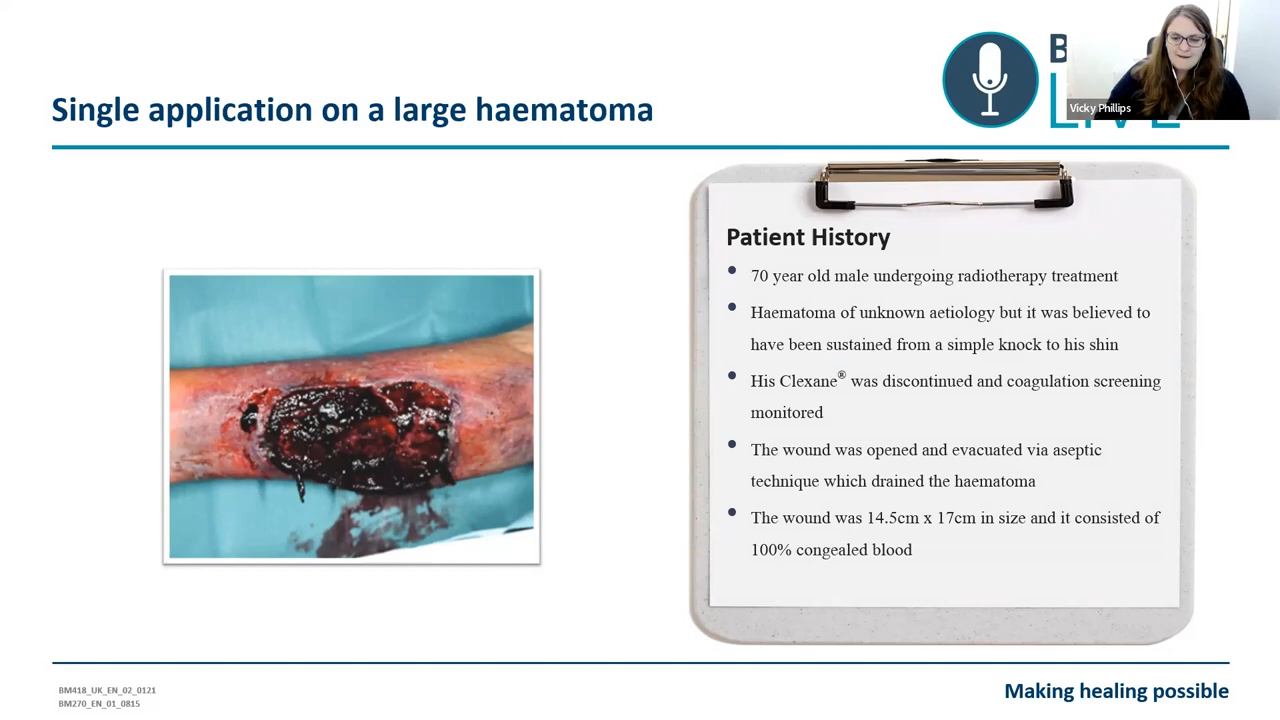 Single application on a large haematoma
B
Vicky Phillips
Patient History
• 70 year old male undergoing radiotherapy treatment
• Haematoma of unknown aetiology but it was believed to
have been sustained from a simple knock to his shin
• His Clexane® was discontinued and coagulation screening
monitored
• The wound was opened and evacuated via aseptic
technique which drained the haematoma
• The wound was 14.5cm x 17cm in size and it consisted of
100% congealed blood
BM418_UK_EN_02_0121
BM270_EN_01_0815
Making healing possible